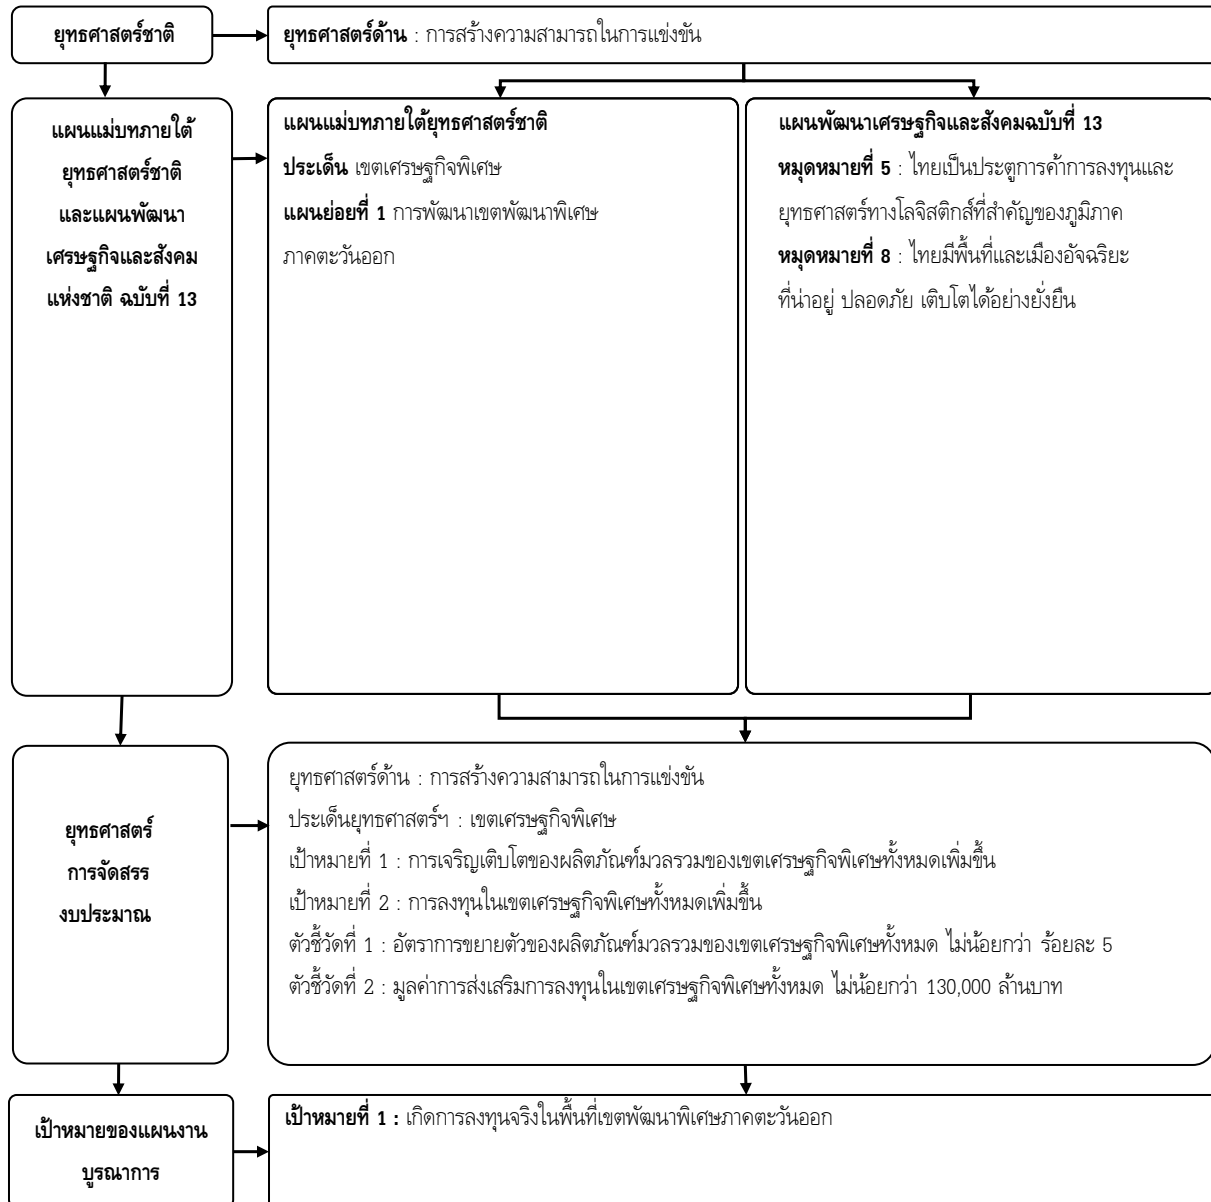 ยุทธศาสตร์ชาติ
ยุทธศาสตร์ด้าน : การสร้างความสามารถในการแข่งขัน
แผนแม่บทภายใต้
ยุทธศาสตร์ชาติ
และแผนพัฒนา
เศรษฐกิจและสังคม
แห่งชาติ ฉบับที่ 13
แผนแม่บทภายใต้ยุทธศาสตร์ชาติ
ประเด็น เขตเศรษฐกิจพิเศษ
แผนย่อยที่ 1 การพัฒนาเขตพัฒนาพิเศษ
ภาคตะวันออก
แผนพัฒนาเศรษฐกิจและสังคมฉบับที่ 13
หมุดหมายที่ 5 : ไทยเป็นประตูการค้าการลงทุนและ
ยุทธศาสตร์ทางโลจิสติกส์ที่สำคัญของภูมิภาค
หมุดหมายที่ 8 : ไทยมีพื้นที่และเมืองอัจฉริยะ
ที่น่าอยู่ ปลอดภัย เติบโตได้อย่างยั่งยืน
ยุทธศาสตร์
การจัดสรร
งบประมาณ
ยุทธศาสตร์ด้าน : การสร้างความสามารถในการแข่งขัน
ประเด็นยุทธศาสตร์ฯ : เขตเศรษฐกิจพิเศษ
เป้าหมายที่ 1 : การเจริญเติบโตของผลิตภัณฑ์มวลรวมของเขตเศรษฐกิจพิเศษทั้งหมดเพิ่มขึ้น
เป้าหมายที่ 2 : การลงทุนในเขตเศรษฐกิจพิเศษทั้งหมดเพิ่มขึ้น
ตัวชี้วัดที่ 1 : อัตราการขยายตัวของผลิตภัณฑ์มวลรวมของเขตเศรษฐกิจพิเศษทั้งหมด ไม่น้อยกว่า ร้อยละ 5
ตัวชี้วัดที่ 2 : มูลค่าการส่งเสริมการลงทุนในเขตเศรษฐกิจพิเศษทั้งหมด ไม่น้อยกว่า 130,000 ล้านบาท
เป้าหมายของแผนงาน
บูรณาการ
เป้าหมายที่ 1 : เกิดการลงทุนจริงในพื้นที่เขตพัฒนาพิเศษภาคตะวันออก